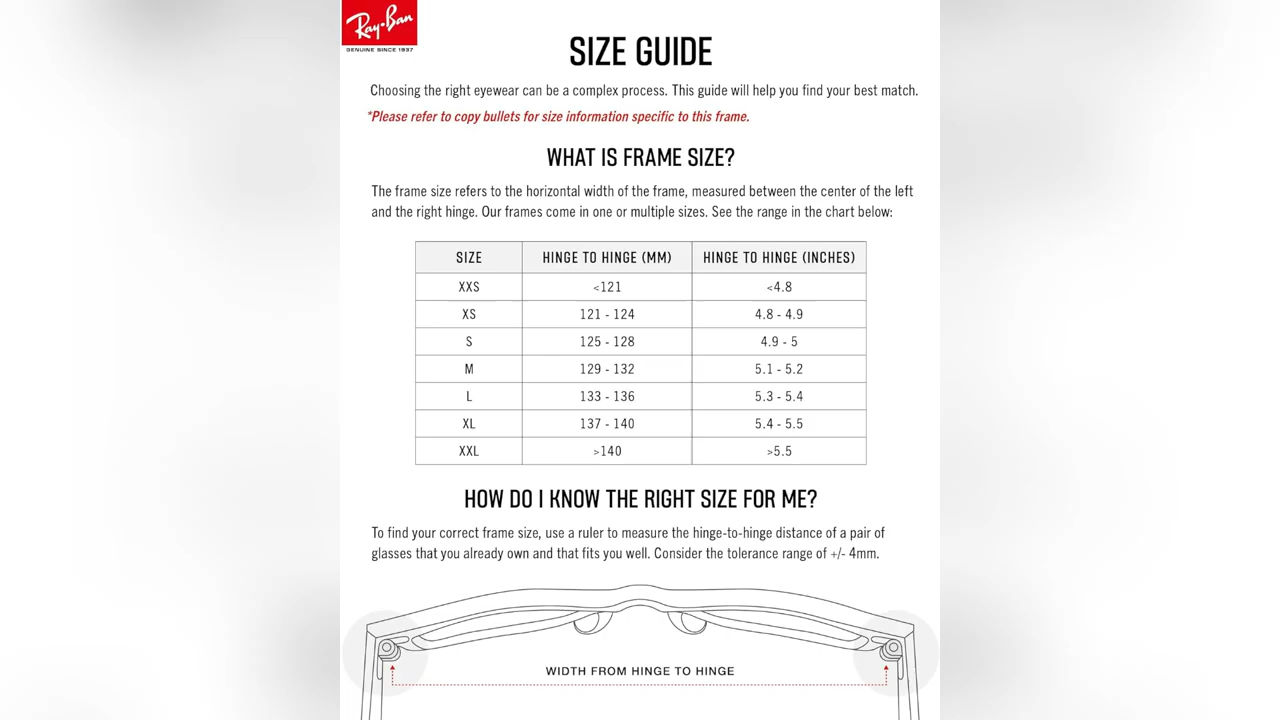 Ray-Ban
GENUINE SINCE 1937
SIZE GUIDE
Choosing the right eyewear can be a complex process. This guide will help you find your best match.
*Please refer to copy bullets for size information specific to this frame.
WHAT IS FRAME SIZE?
The frame size refers to the horizontal width of the frame, measured between the center of the left
and the right hinge. Our frames come in one or multiple sizes. See the range in the chart below:
SIZE HINGE TO HINGE (MM) HINGE TO HINGE (INCHES)
XXS <121 <4.8
XS 121 - 124 4.8 - 4.9
S 125 - 128 4.9 - 5
M 129 - 132 5.1 - 5.2
L 133 - 136 5.3 - 5.4
XL 137 - 140 5.4 - 5.5
XXL >140 >5.5
HOW DO I KNOW THE RIGHT SIZE FOR ME?
To find your correct frame size, use a ruler to measure the hinge-to-hinge distance of a pair of
glasses that you already own and that fits you well. Consider the tolerance range of +/- 4mm.
WIDTH FROM HINGE TO HINGE